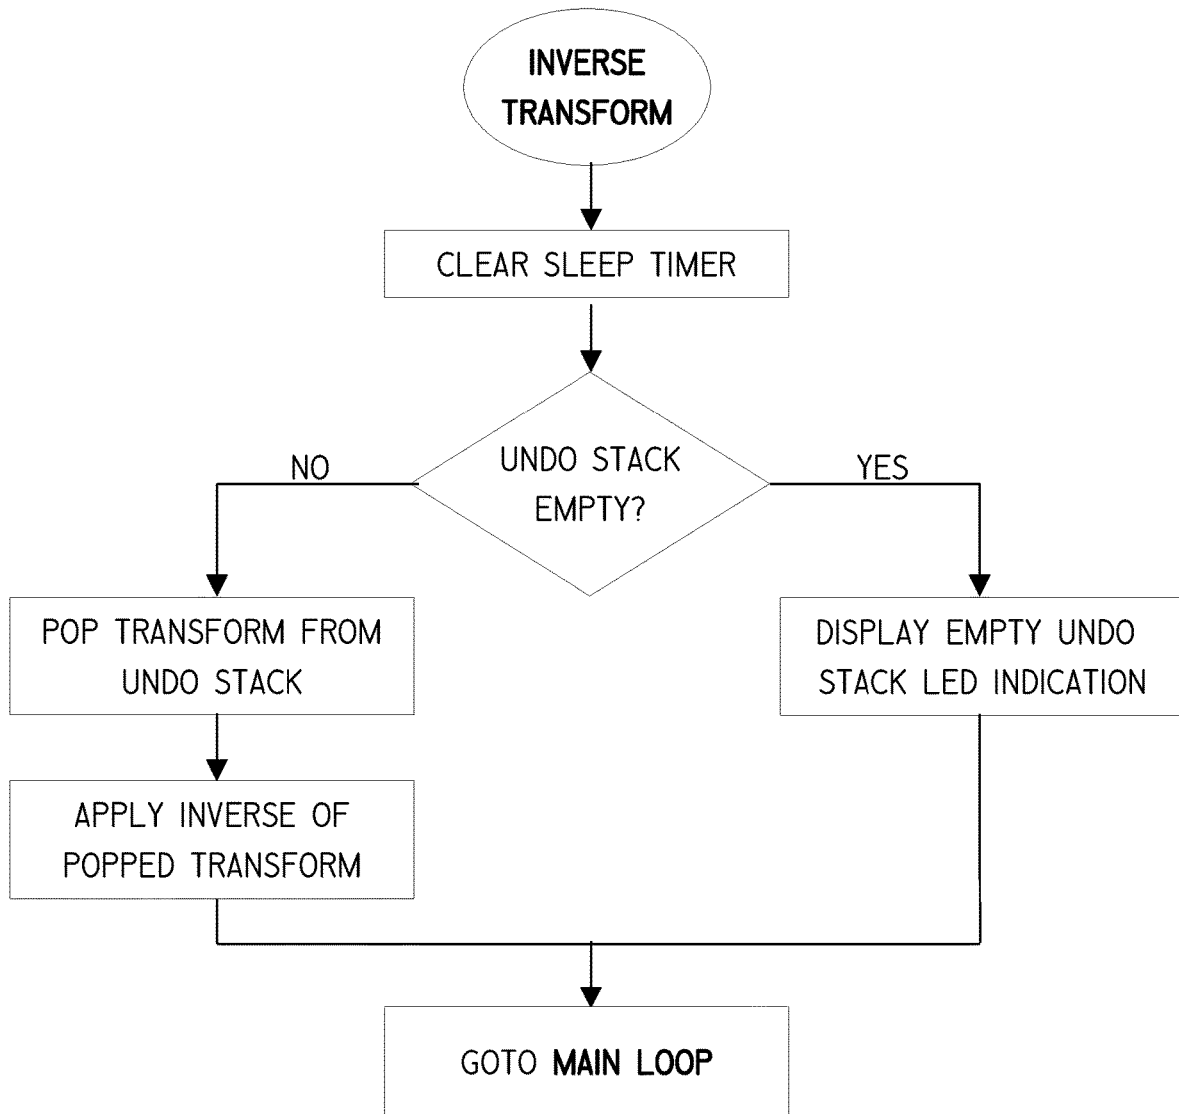 INVERSE
TRANSFORM
CLEAR SLEEP TIMER
UNDO STACK
EMPTY?
NO
YES
POP TRANSFORM FROM
UNDO STACK
DISPLAY EMPTY UNDO
STACK LED INDICATION
APPLY INVERSE OF
POPPED TRANSFORM
GOTO MAIN LOOP